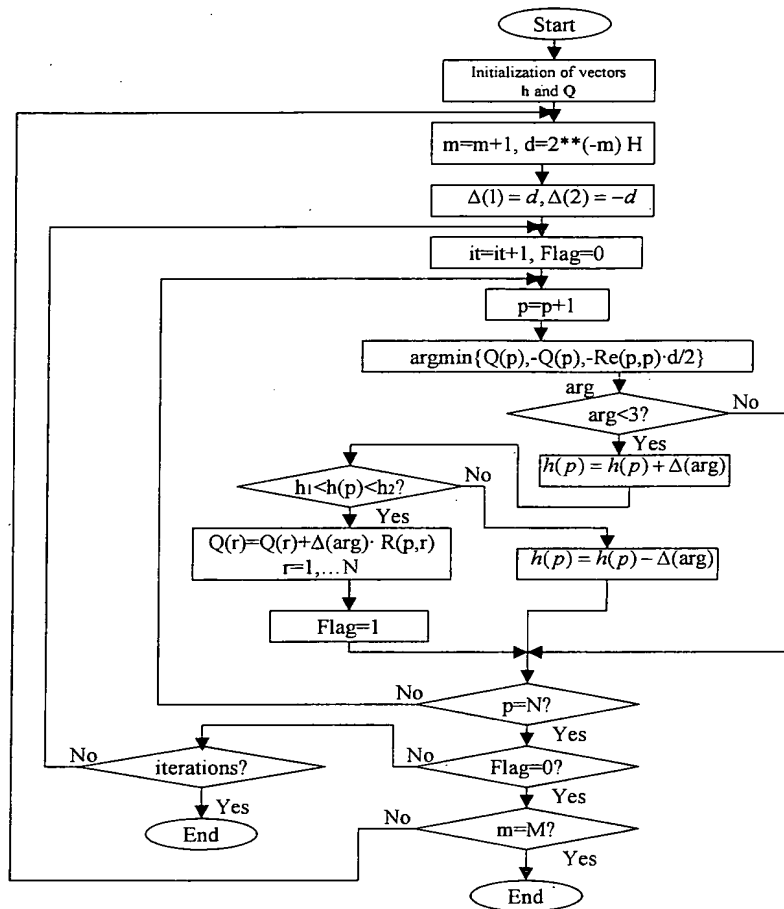 Start
Initialization of vectors
h and Q
m=m+1, d=2**(-m) H
Δ(1) = d, Δ(2) = −d
it=it+1, Flag=0
p=p+1
argmin{Q(p),-Q(p),-Re(p,p)·d/2}
arg
arg<3?
No
Yes
h(p) = h(p) + Δ(arg)
h₁<h(p)<h₂?
No
Yes
Q(r)=Q(r)+Δ(arg)· R(p,r)
r=1,…N
h(p) = h(p) − Δ(arg)
Flag=1
No
p=N?
Yes
No
iterations?
No
Flag=0?
Yes
Yes
End
No
m=M?
Yes
End